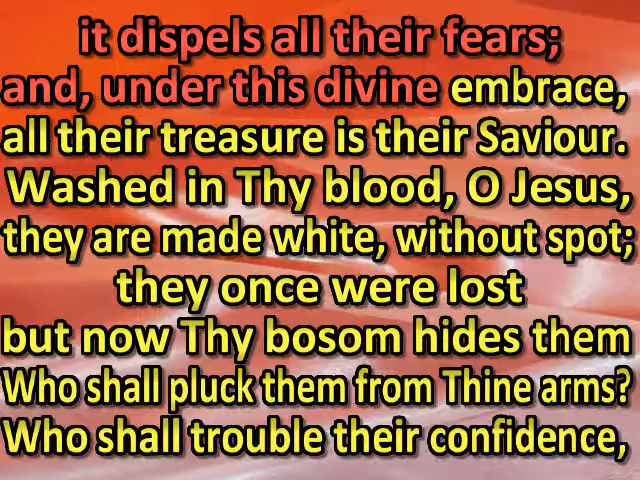 it dispels all their fears;
and, under this divine embrace,
all their treasure is their Saviour.
Washed in Thy blood, O Jesus,
they are made white, without spot;
they once were lost
but now Thy bosom hides them
Who shall pluck them from Thine arms?
Who shall trouble their confidence,